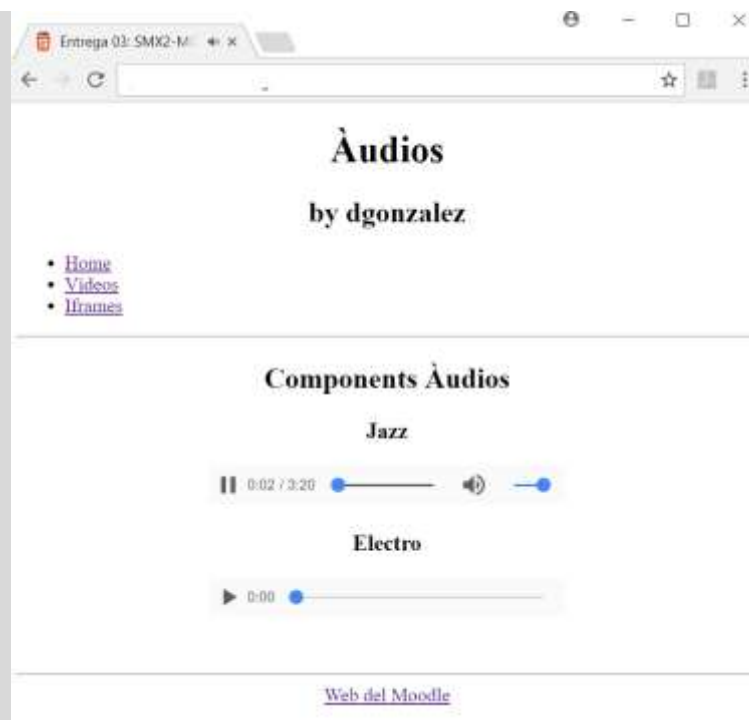 Entrega 03: SMX2-M
Àudios
by dgonzalez
Home
Videos
Iframes
Components Àudios
Jazz
0:02 / 3:20
Electro
0:00
Web del Moodle